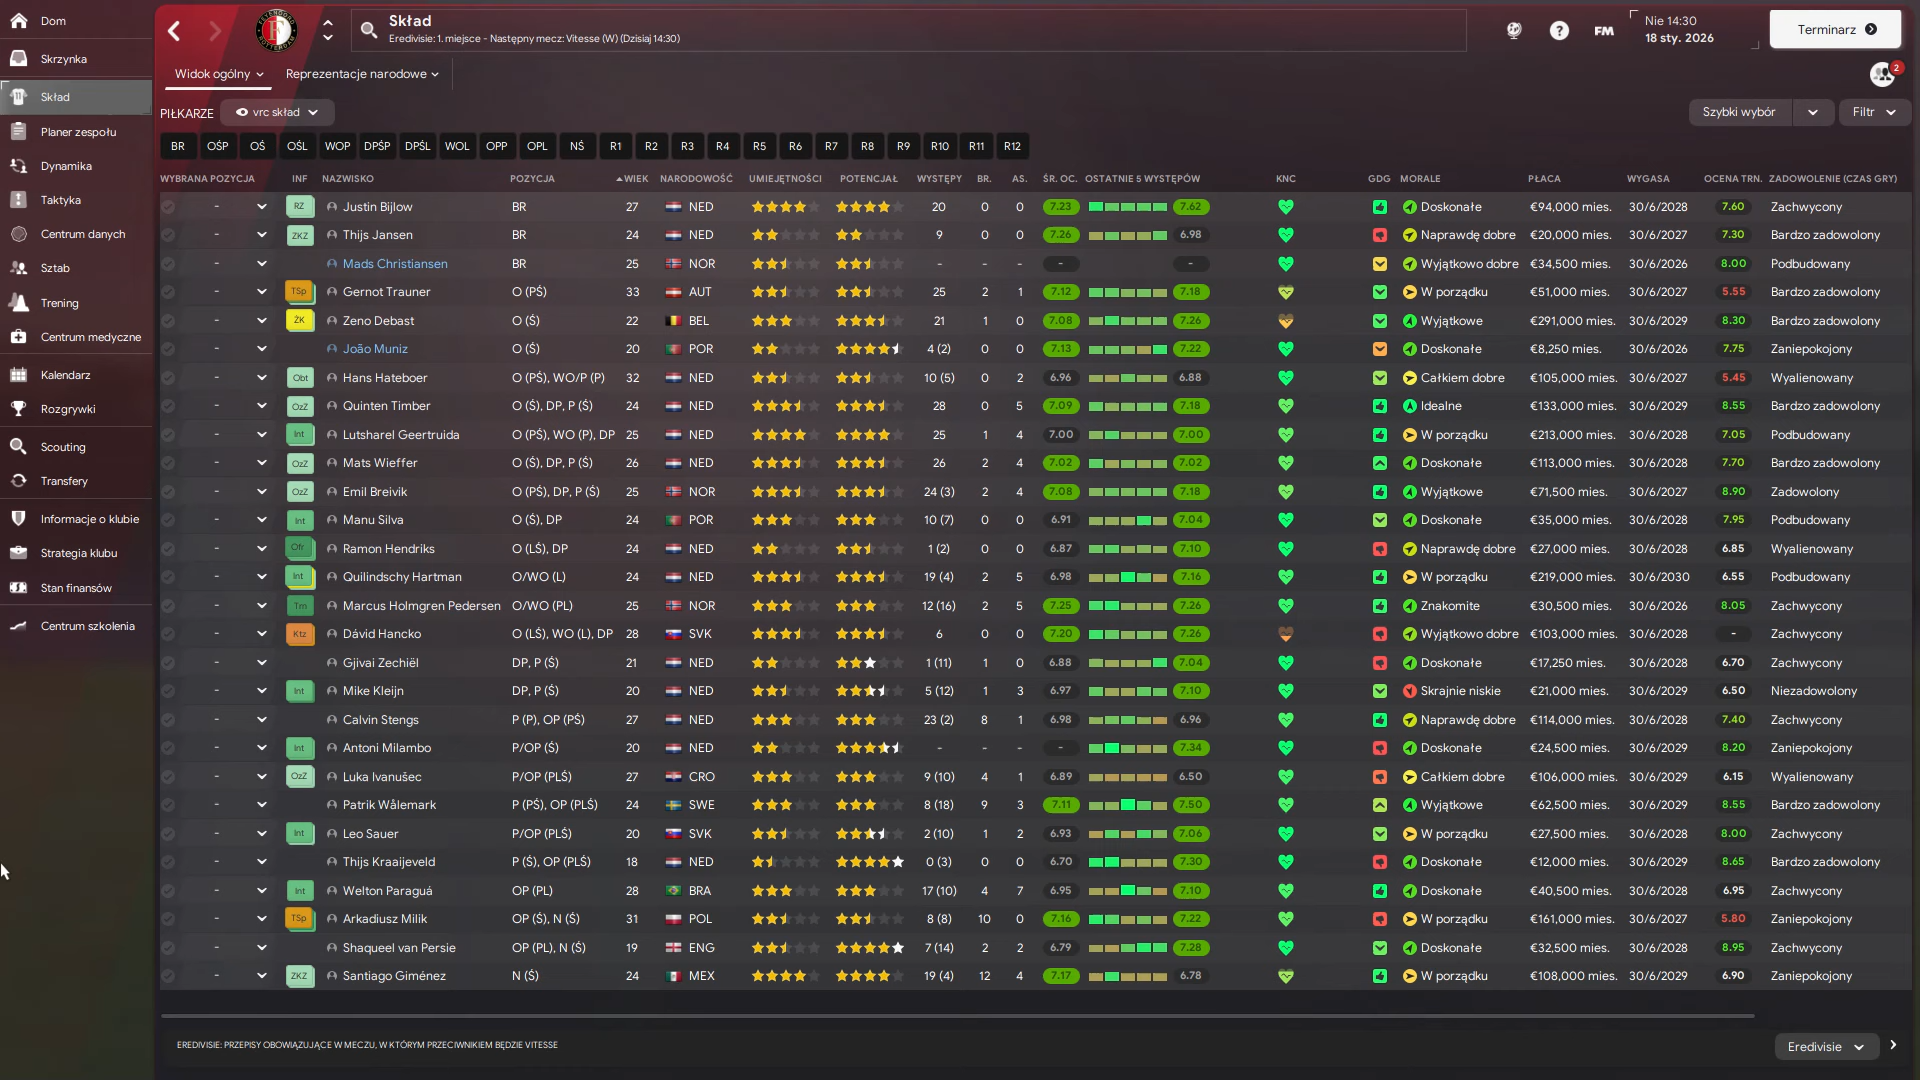 Dom
Skrzynka
Skład
Planer zespołu
Dynamika
Taktyka
Centrum danych
Sztab
Trening
Centrum medyczne
Kalendarz
Rozgrywki
Scouting
Transfery
Informacje o klubie
Strategia klubu
Stan finansów
Centrum szkolenia
Skład
Eredivisie: 1. miejsce - Następny mecz: Vitesse (W) (Dzisiaj 14:30)
FM
Nie 14:30
18 sty. 2026
Terminarz
Widok ogólny Reprezentacje narodowe
2
PIŁKARZE vrc skład Szybki wybór Filtr
BR OŚP OŚ OŚL WOP DPŚP DPŚL WOL OPP OPL NŚ R1 R2 R3 R4 R5 R6 R7 R8 R9 R10 R11 R12
WYBRANA POZYCJA INF NAZWISKO POZYCJA WIEK NARODOWOŚĆ UMIEJĘTNOŚCI POTENCJAŁ WYSTĘPY BR. AS. ŚR. OC. OSTATNIE 5 WYSTĘPÓW KNC GDG MORALE PŁACA WYGASA OCENA TRN. ZADOWOLENIE (CZAS GRY)
- RZ Justin Bijlow BR 27 NED 20 0 0 7.23 7.62 Doskonałe €94,000 mies. 30/6/2028 7.60 Zachwycony
- ZKZ Thijs Jansen BR 24 NED 9 0 0 7.26 6.98 Naprawdę dobre €20,000 mies. 30/6/2027 7.30 Bardzo zadowolony
- Mads Christiansen BR 25 NOR - - - - - Wyjątkowo dobre €34,500 mies. 30/6/2026 8.00 Podbudowany
- TSp Gernot Trauner O (PŚ) 33 AUT 25 2 1 7.12 7.18 W porządku €51,000 mies. 30/6/2027 5.55 Bardzo zadowolony
- ŻK Zeno Debast O (Ś) 22 BEL 21 1 0 7.08 7.26 Wyjątkowe €291,000 mies. 30/6/2029 8.30 Bardzo zadowolony
- João Muniz O (Ś) 20 POR 4 (2) 0 0 7.13 7.22 Doskonałe €8,250 mies. 30/6/2026 7.75 Zaniepokojony
- Obt Hans Hateboer O (PŚ), WO/P (P) 32 NED 10 (5) 0 2 6.96 6.88 Całkiem dobre €105,000 mies. 30/6/2027 5.45 Wyalienowany
- OzZ Quinten Timber O (Ś), DP, P (Ś) 24 NED 28 0 5 7.09 7.18 Idealne €133,000 mies. 30/6/2029 8.55 Bardzo zadowolony
- Int Lutsharel Geertruida O (PŚ), WO (P), DP 25 NED 25 1 4 7.00 7.00 W porządku €213,000 mies. 30/6/2028 7.05 Podbudowany
- OzZ Mats Wieffer O (Ś), DP, P (Ś) 26 NED 26 2 4 7.02 7.02 Doskonałe €113,000 mies. 30/6/2028 7.70 Bardzo zadowolony
- OzZ Emil Breivik O (PŚ), DP, P (Ś) 25 NOR 24 (3) 2 4 7.08 7.18 Wyjątkowe €71,500 mies. 30/6/2027 8.90 Zadowolony
- Int Manu Silva O (Ś), DP 24 POR 10 (7) 0 0 6.91 7.04 Doskonałe €35,000 mies. 30/6/2028 7.95 Podbudowany
- Ofr Ramon Hendriks O (LŚ), DP 24 NED 1 (2) 0 0 6.87 7.10 Naprawdę dobre €27,000 mies. 30/6/2028 6.85 Wyalienowany
- Int Quilindschy Hartman O/WO (L) 24 NED 19 (4) 2 5 6.98 7.16 W porządku €219,000 mies. 30/6/2030 6.55 Podbudowany
- Trn Marcus Holmgren Pedersen O/WO (PL) 25 NOR 12 (16) 2 5 7.25 7.26 Znakomite €30,500 mies. 30/6/2026 8.05 Zachwycony
- Ktz Dávid Hancko O (LŚ), WO (L), DP 28 SVK 6 0 0 7.20 7.26 Wyjątkowo dobre €103,000 mies. 30/6/2028 - Zachwycony
- Gjivai Zechiël DP, P (Ś) 21 NED 1 (11) 1 0 6.88 7.04 Doskonałe €17,250 mies. 30/6/2028 6.70 Zachwycony
- Int Mike Kleijn DP, P (Ś) 20 NED 5 (12) 1 3 6.97 7.10 Skrajnie niskie €21,000 mies. 30/6/2029 6.50 Niezadowolony
- Calvin Stengs P (P), OP (PŚ) 27 NED 23 (2) 8 1 6.98 6.96 Naprawdę dobre €114,000 mies. 30/6/2028 7.40 Zachwycony
- Int Antoni Milambo P/OP (Ś) 20 NED - - - - 7.34 Doskonałe €24,500 mies. 30/6/2029 8.20 Zaniepokojony
- OzZ Luka Ivanušec P/OP (PLŚ) 27 CRO 9 (10) 4 1 6.89 6.50 Całkiem dobre €106,000 mies. 30/6/2029 6.15 Wyalienowany
- Patrik Wålemark P (PŚ), OP (PLŚ) 24 SWE 8 (18) 9 3 7.11 7.50 Wyjątkowe €62,500 mies. 30/6/2029 8.55 Bardzo zadowolony
- Int Leo Sauer P/OP (PLŚ) 20 SVK 2 (10) 1 2 6.93 7.06 W porządku €27,500 mies. 30/6/2028 8.00 Zachwycony
- Thijs Kraaijeveld P (Ś), OP (PLŚ) 18 NED 0 (3) 0 0 6.70 7.30 Doskonałe €12,000 mies. 30/6/2029 8.65 Bardzo zadowolony
- Int Welton Paraguá OP (PL) 28 BRA 17 (10) 4 7 6.95 7.10 Doskonałe €40,500 mies. 30/6/2028 6.95 Zachwycony
- TSp Arkadiusz Milik OP (Ś), N (Ś) 31 POL 8 (8) 10 0 7.16 7.22 W porządku €161,000 mies. 30/6/2027 5.80 Zaniepokojony
- Shaqueel van Persie OP (PL), N (Ś) 19 ENG 7 (14) 2 2 6.79 7.28 Doskonałe €32,500 mies. 30/6/2028 8.95 Zachwycony
- ZKZ Santiago Giménez N (Ś) 24 MEX 19 (4) 12 4 7.17 6.78 W porządku €108,000 mies. 30/6/2029 6.90 Zaniepokojony
EREDIVISIE: PRZEPISY OBOWIĄZUJĄCE W MECZU, W KTÓRYM PRZECIWNIKIEM BĘDZIE VITESSE
Eredivisie